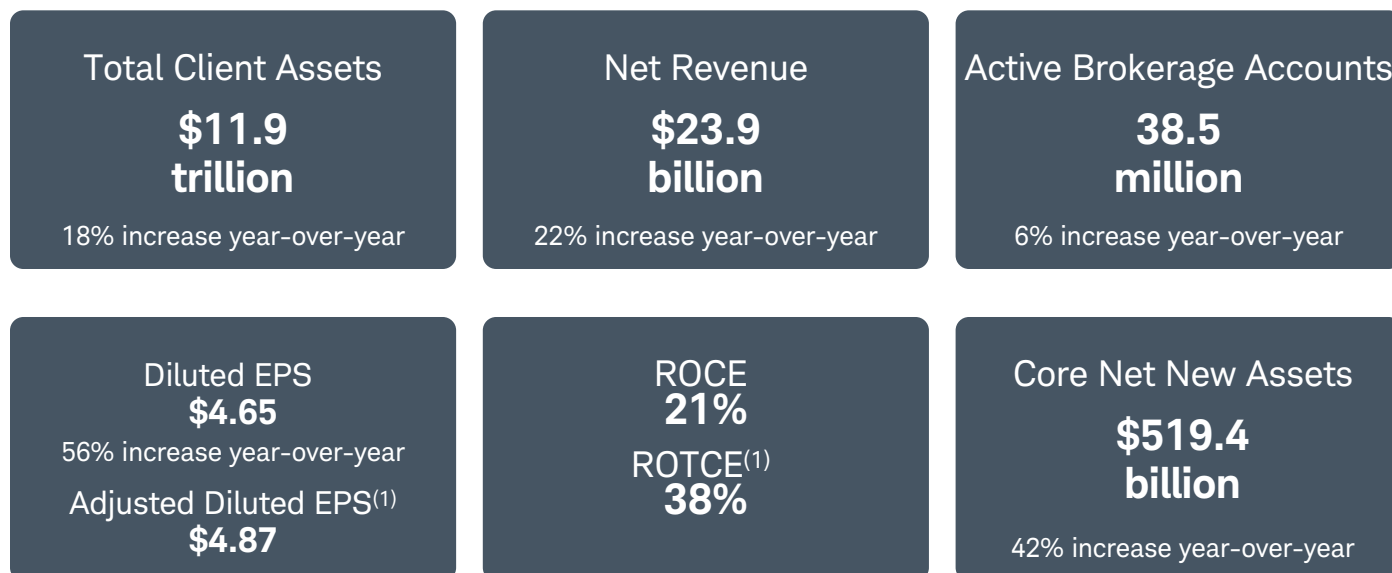 Total Client Assets
$11.9
trillion
18% increase year-over-year
Net Revenue
$23.9
billion
22% increase year-over-year
Active Brokerage Accounts
38.5
million
6% increase year-over-year
Diluted EPS
$4.65
56% increase year-over-year
Adjusted Diluted EPS(1)
$4.87
ROCE
21%
ROTCE(1)
38%
Core Net New Assets
$519.4
billion
42% increase year-over-year